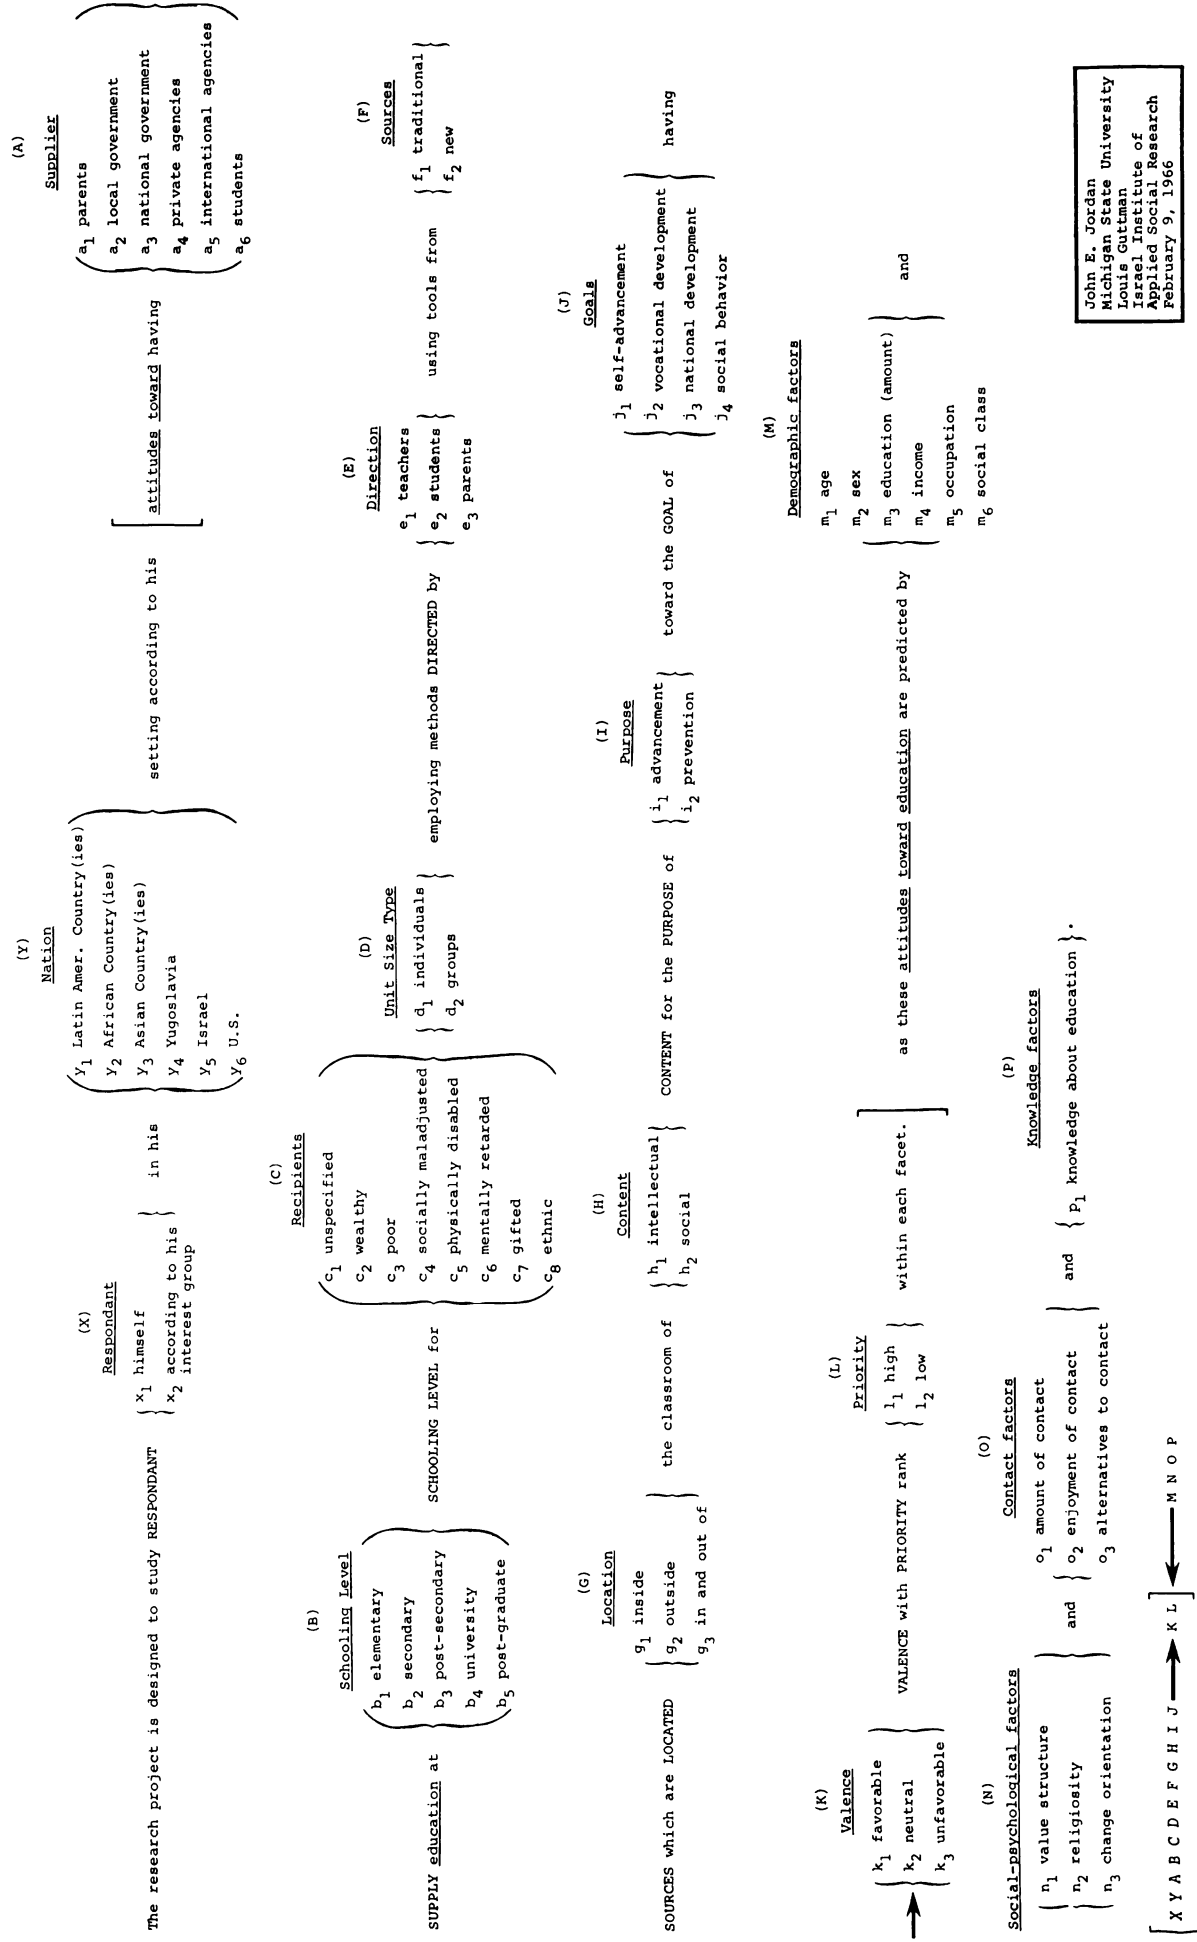 The research project is designed to study RESPONDANT
(X)
Respondant
x1 himself
x2 according to his
interest group
in his
(Y)
Nation
y1 Latin Amer. Country(ies)
y2 African Country(ies)
y3 Asian Country(ies)
y4 Yugoslavia
y5 Israel
y6 U.S.
setting according to his
[ attitudes toward having
(A)
Supplier
a1 parents
a2 local government
a3 national government
a4 private agencies
a5 international agencies
a6 students
SUPPLY education at
(B)
Schooling Level
b1 elementary
b2 secondary
b3 post-secondary
b4 university
b5 post-graduate
SCHOOLING LEVEL for
(C)
Recipients
c1 unspecified
c2 wealthy
c3 poor
c4 socially maladjusted
c5 physically disabled
c6 mentally retarded
c7 gifted
c8 ethnic
(D)
Unit Size Type
d1 individuals
d2 groups
employing methods DIRECTED by
(E)
Direction
e1 teachers
e2 students
e3 parents
using tools from
(F)
Sources
f1 traditional
f2 new
SOURCES which are LOCATED
(G)
Location
g1 inside
g2 outside
g3 in and out of
the classroom of
(H)
Content
h1 intellectual
h2 social
CONTENT for the PURPOSE of
(I)
Purpose
i1 advancement
i2 prevention
toward the GOAL of
(J)
Goals
j1 self-advancement
j2 vocational development
j3 national development
j4 social behavior
having
(K)
Valence
k1 favorable
k2 neutral
k3 unfavorable
VALENCE with PRIORITY rank
(L)
Priority
l1 high
l2 low
within each facet. ]
as these attitudes toward education are predicted by
(M)
Demographic factors
m1 age
m2 sex
m3 education (amount)
m4 income
m5 occupation
m6 social class
and
(N)
Social-psychological factors
n1 value structure
n2 religiosity
n3 change orientation
and
(O)
Contact factors
o1 amount of contact
o2 enjoyment of contact
o3 alternatives to contact
and
(P)
Knowledge factors
p1 knowledge about education .
[ X Y A B C D E F G H I J → K L ] ← M N O P
John E. Jordan
Michigan State University
Louis Guttman
Israel Institute of
Applied Social Research
February 9, 1966